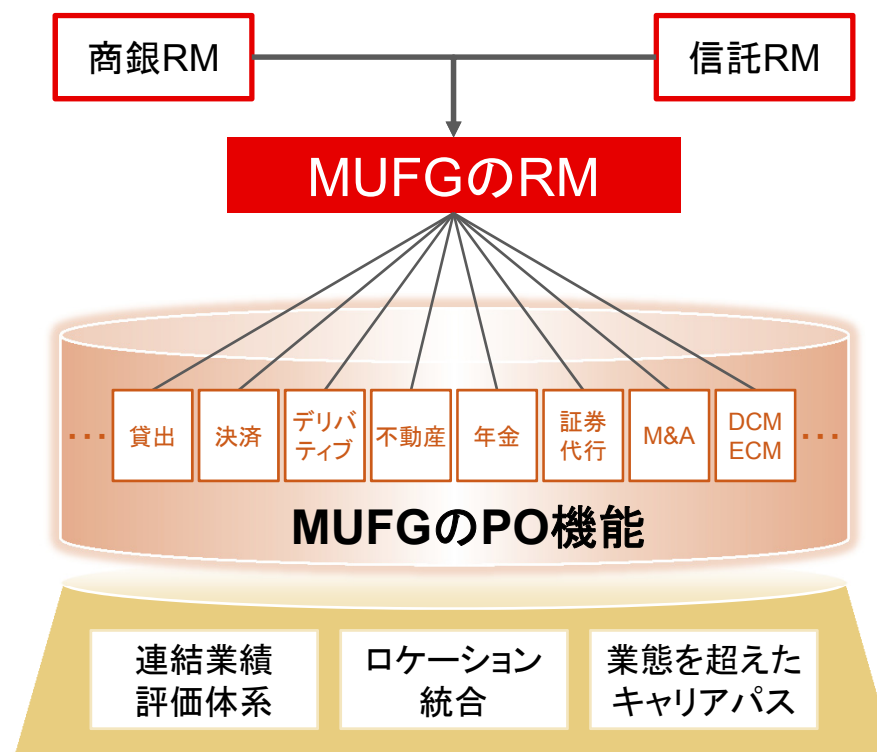 商銀RM
信託RM
MUFGのRM
… 貸出 決済 デリバ
ティブ 不動産 年金 証券
代行 M&A DCM
ECM …
MUFGのPO機能
連結業績
評価体系
ロケーション
統合
業態を超えた
キャリアパス